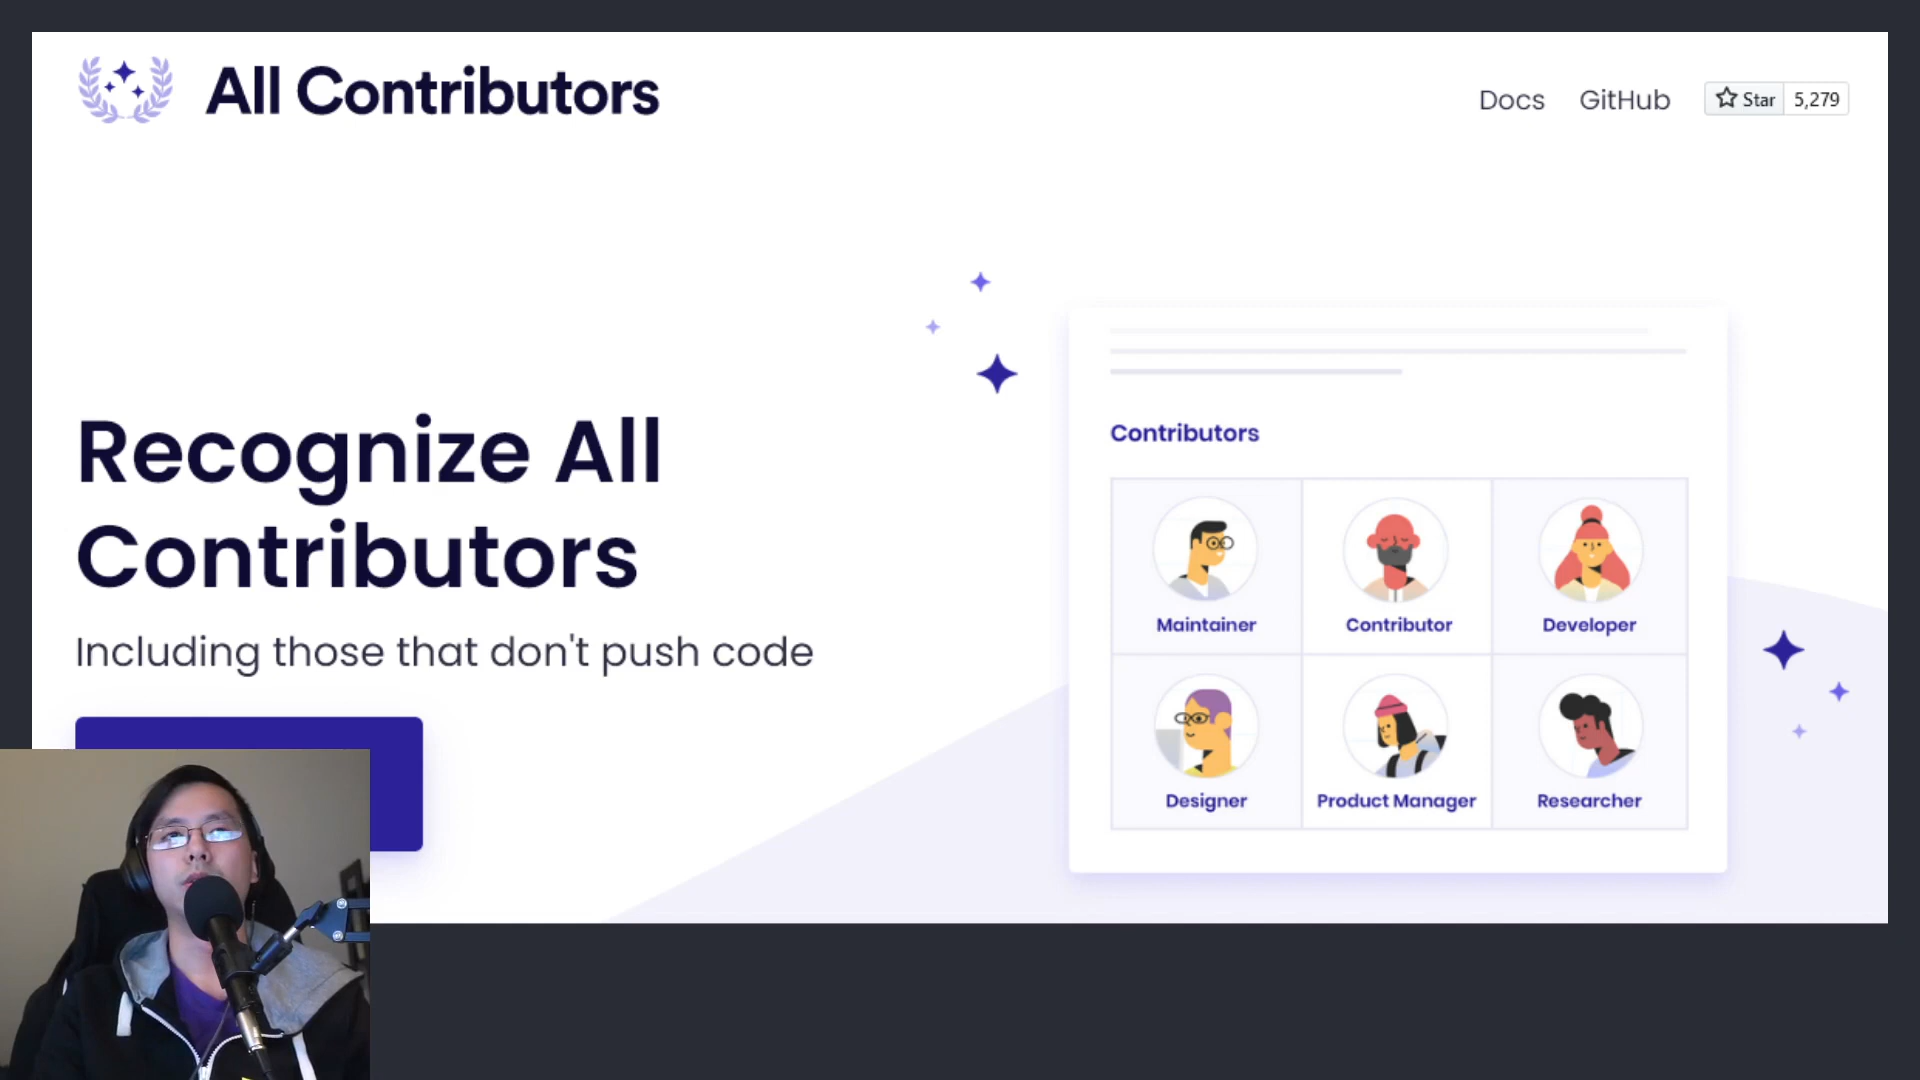 All Contributors
Docs
GitHub
Star
5,279
Recognize All
Contributors
Including those that don't push code
Contributors
Maintainer
Contributor
Developer
Designer
Product Manager
Researcher